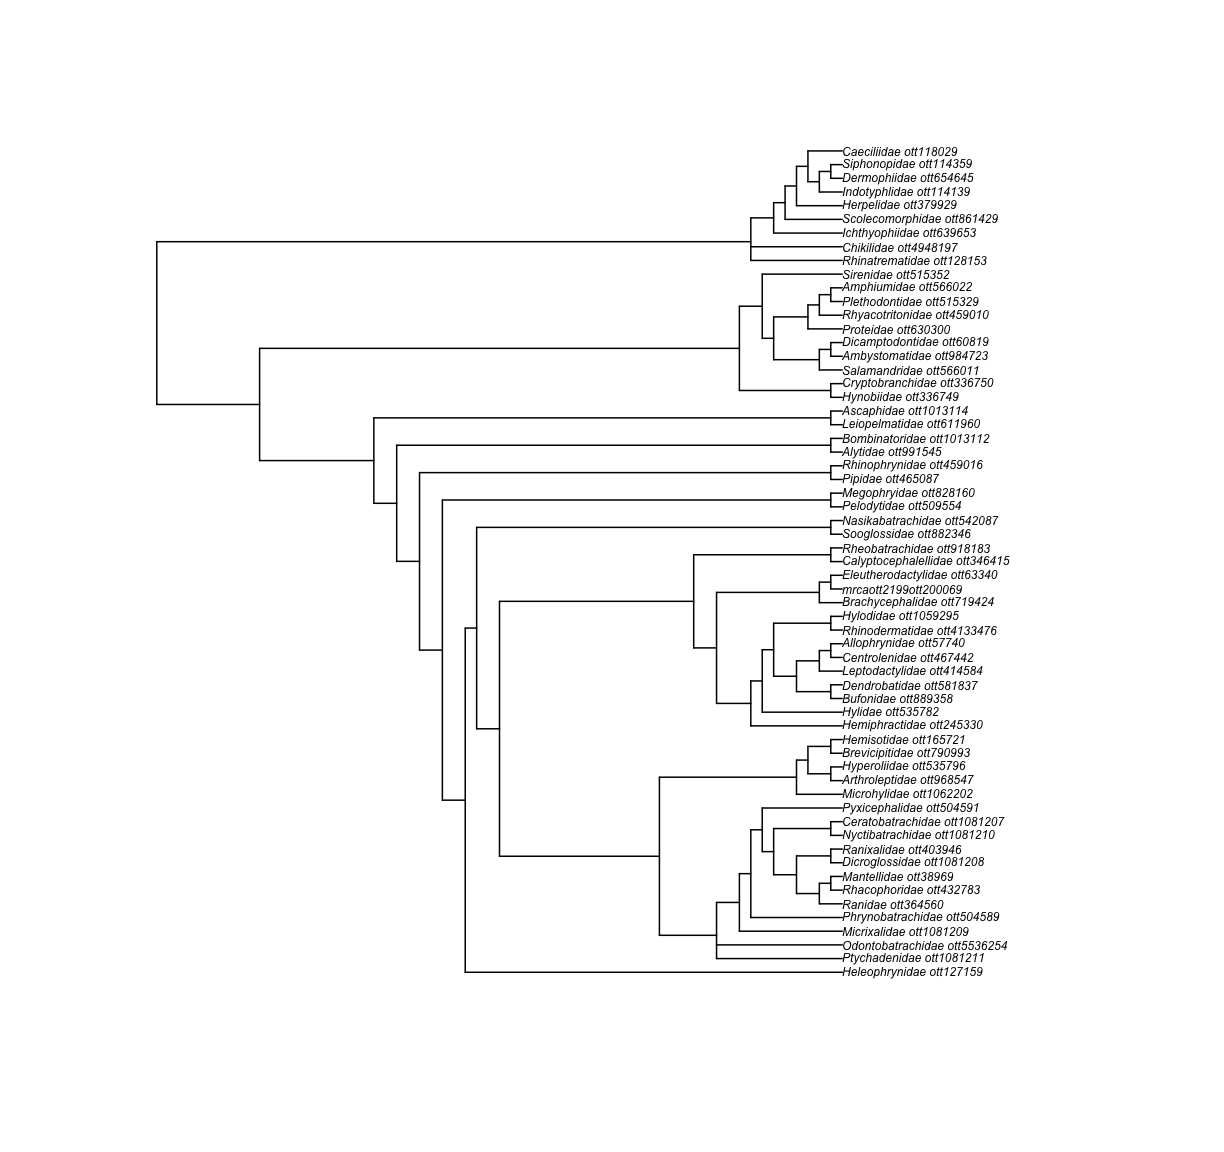 Caeciliidae ott118029
Siphonopidae ott114359
Dermophiidae ott654645
Indotyphlidae ott114139
Herpelidae ott379929
Scolecomorphidae ott861429
Ichthyophiidae ott639653
Chikilidae ott4948197
Rhinatrematidae ott128153
Sirenidae ott515352
Amphiumidae ott566022
Plethodontidae ott515329
Rhyacotritonidae ott459010
Proteidae ott630300
Dicamptodontidae ott60819
Ambystomatidae ott984723
Salamandridae ott566011
Cryptobranchidae ott336750
Hynobiidae ott336749
Ascaphidae ott1013114
Leiopelmatidae ott611960
Bombinatoridae ott1013112
Alytidae ott991545
Rhinophrynidae ott459016
Pipidae ott465087
Megophryidae ott828160
Pelodytidae ott509554
Nasikabatrachidae ott542087
Sooglossidae ott882346
Rheobatrachidae ott918183
Calyptocephalellidae ott346415
Eleutherodactylidae ott63340
mrcaott2199ott200069
Brachycephalidae ott719424
Hylodidae ott1059295
Rhinodermatidae ott4133476
Allophrynidae ott57740
Centrolenidae ott467442
Leptodactylidae ott414584
Dendrobatidae ott581837
Bufonidae ott889358
Hylidae ott535782
Hemiphractidae ott245330
Hemisotidae ott165721
Brevicipitidae ott790993
Hyperoliidae ott535796
Arthroleptidae ott968547
Microhylidae ott1062202
Pyxicephalidae ott504591
Ceratobatrachidae ott1081207
Nyctibatrachidae ott1081210
Ranixalidae ott403946
Dicroglossidae ott1081208
Mantellidae ott38969
Rhacophoridae ott432783
Ranidae ott364560
Phrynobatrachidae ott504589
Micrixalidae ott1081209
Odontobatrachidae ott5536254
Ptychadenidae ott1081211
Heleophrynidae ott127159